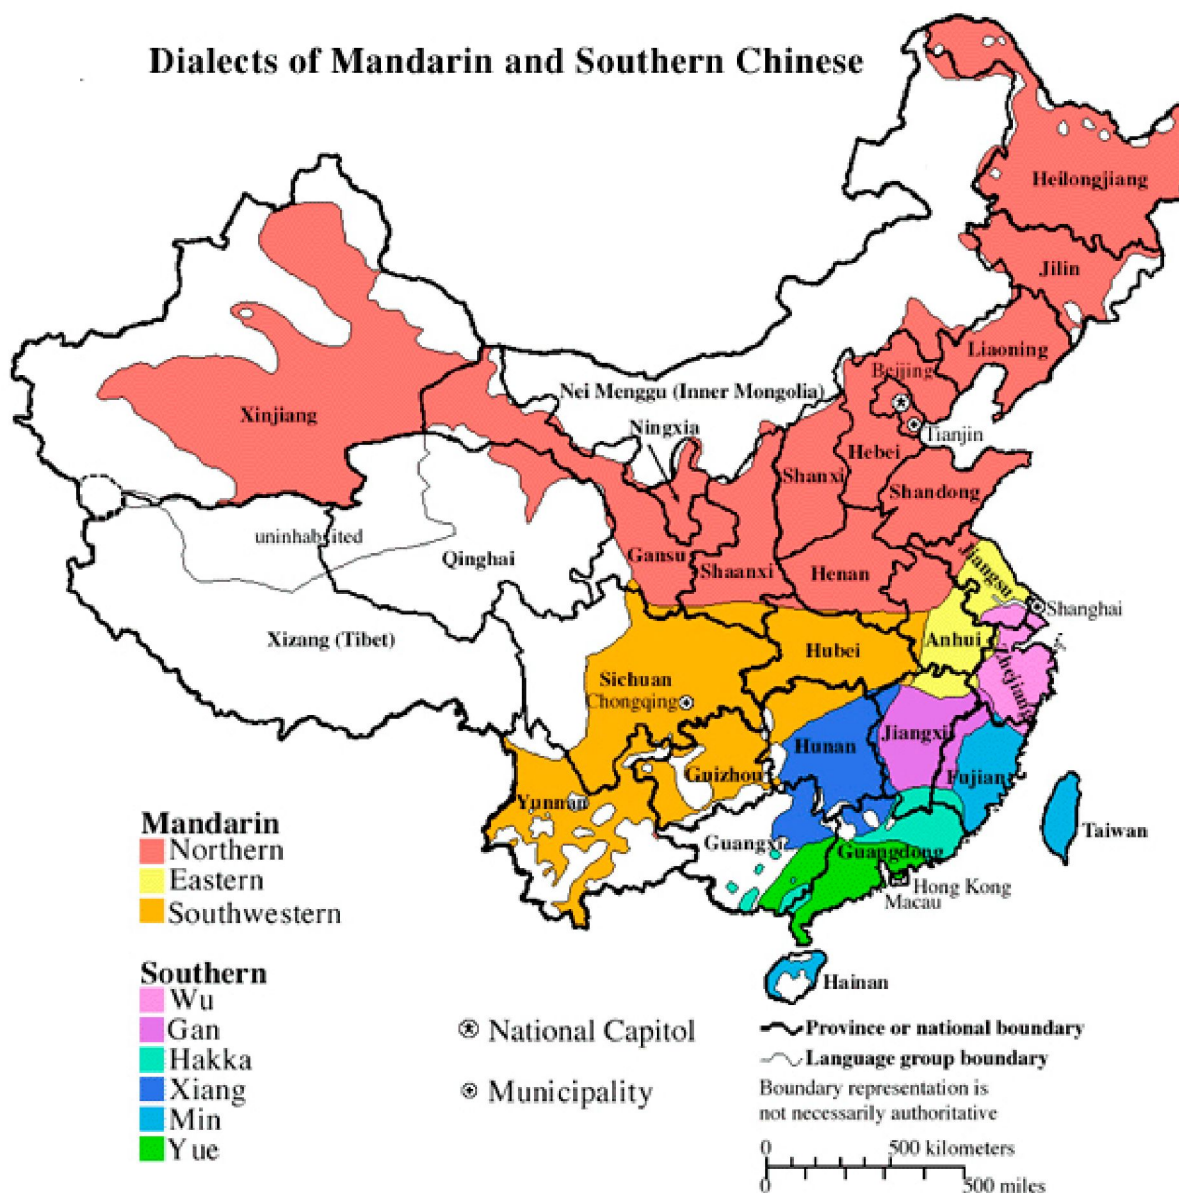 Dialects of Mandarin and Southern Chinese
Heilongjiang
Jilin
Liaoning
Beijing
Nei Menggu (Inner Mongolia)
Xinjiang
Ningxia
Tianjin
Hebei
Shanxi
Shandong
uninhabited
Qinghai
Gansu
Shaanxi
Henan
Jiangsu
Shanghai
Xizang (Tibet)
Anhui
Hubei
Zhejiang
Sichuan
Chongqing
Hunan
Jiangxi
Guizhou
Fujian
Yunnan
Taiwan
Guangxi
Guangdong
Hong Kong
Macau
Hainan
Mandarin
Northern
Eastern
Southwestern
Southern
Wu
Gan
Hakka
Xiang
Min
Yue
National Capitol
Municipality
Province or national boundary
Language group boundary
Boundary representation is
not necessarily authoritative
0 500 kilometers
0 500 miles